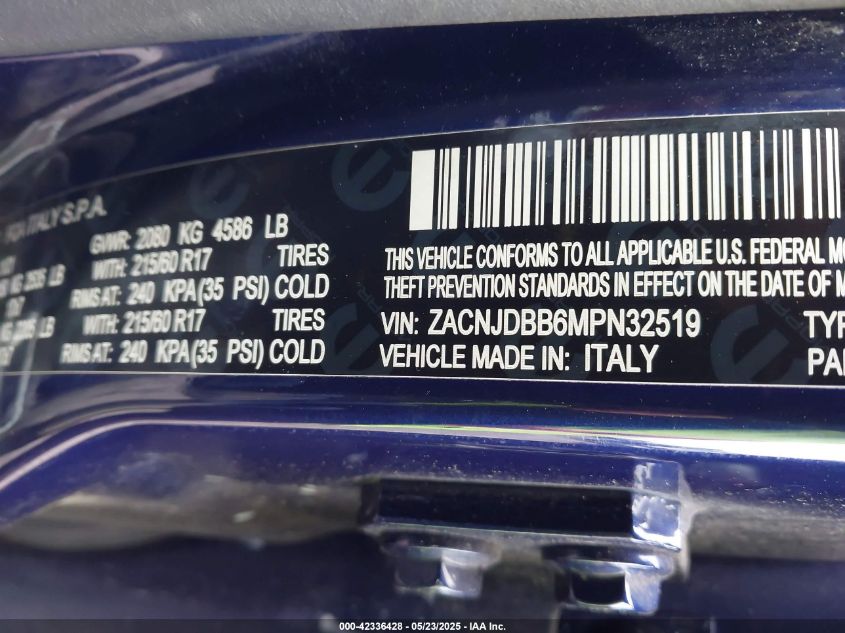 FCA ITALY S.P.A.
GVWR: 2080 KG 4586 LB
WITH: 215/60 R17 TIRES
RIMS AT: 240 KPA(35 PSI) COLD
WITH: 215/60 R17 TIRES
RIMS AT: 240 KPA(35 PSI) COLD
THIS VEHICLE CONFORMS TO ALL APPLICABLE U.S. FEDERAL MO
THEFT PREVENTION STANDARDS IN EFFECT ON THE DATE OF M
VIN: ZACNJDBB6MPN32519 TYP
VEHICLE MADE IN: ITALY PA
000-42336428 - 05/23/2025 - IAA Inc.